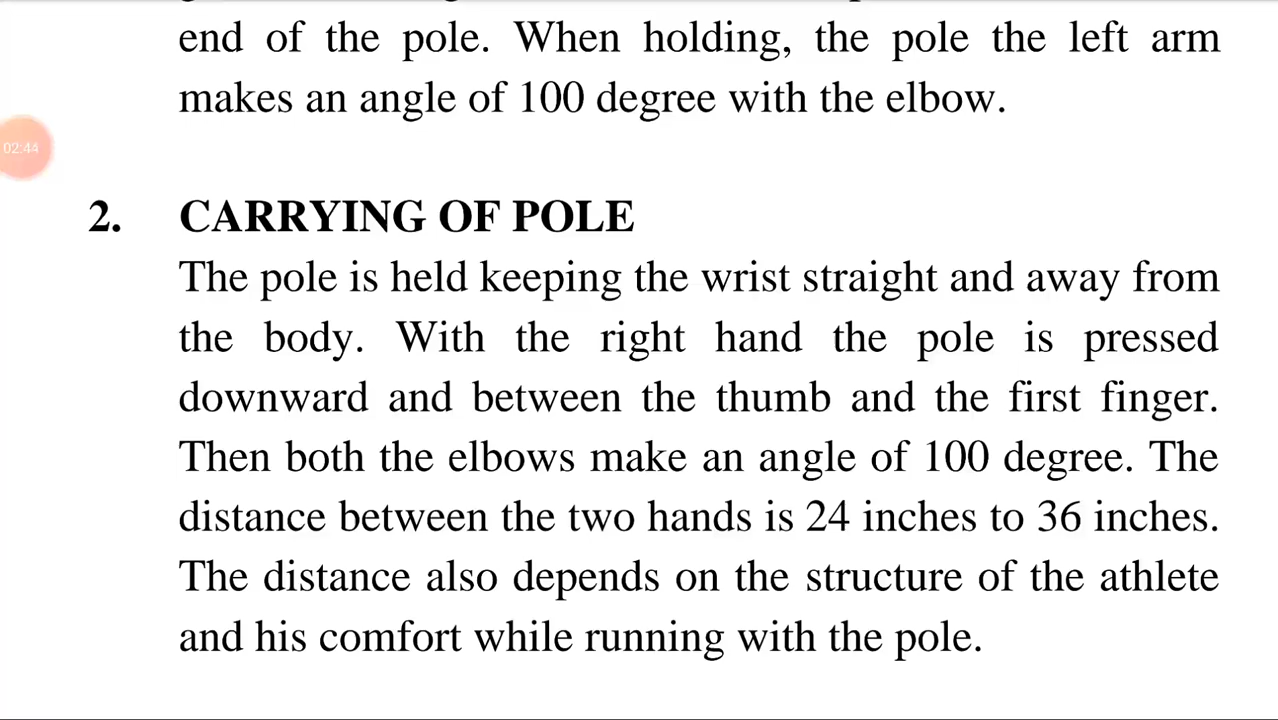 end of the pole. When holding, the pole the left arm
makes an angle of 100 degree with the elbow.
02:44
2. CARRYING OF POLE
The pole is held keeping the wrist straight and away from
the body. With the right hand the pole is pressed
downward and between the thumb and the first finger.
Then both the elbows make an angle of 100 degree. The
distance between the two hands is 24 inches to 36 inches.
The distance also depends on the structure of the athlete
and his comfort while running with the pole.